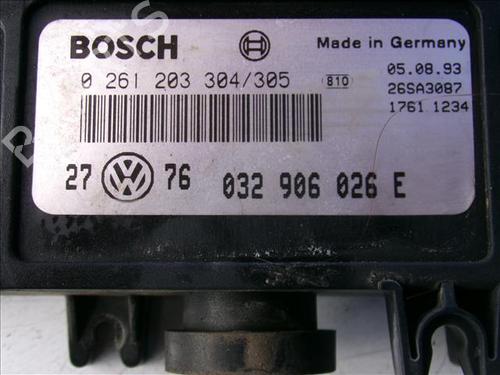 BOSCH
Made in Germany
0 261 203 304/305
810
05.08.93
26SA3087
1761 1234
27 VW 76
032 906 026 E